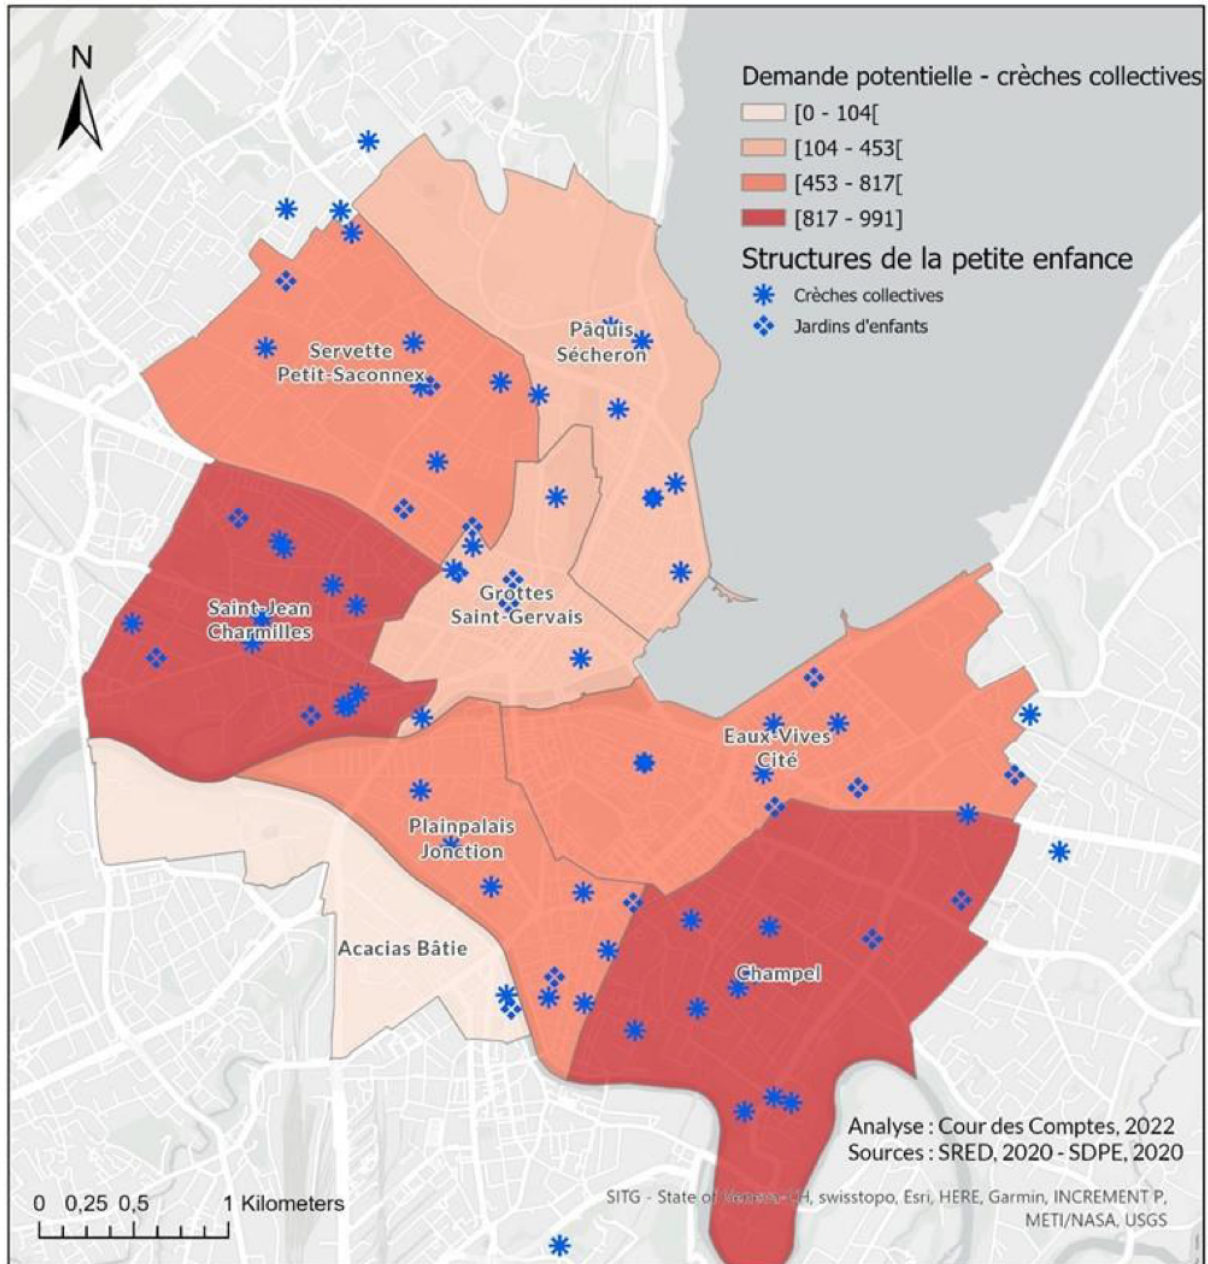 N
Demande potentielle - crèches collectives
[0 - 104[
[104 - 453[
[453 - 817[
[817 - 991]
Structures de la petite enfance
Crèches collectives
Jardins d'enfants
Pâquis
Sécheron
Servette
Petit-Saconnex
Grottes
Saint-Gervais
Saint-Jean
Charmilles
Eaux-Vives
Cité
Plainpalais
Jonction
Acacias Bâtie
Champel
Analyse : Cour des Comptes, 2022
Sources : SRED, 2020 - SDPE, 2020
0 0,25 0,5 1 Kilometers
SITG - State of Geneva-CH, swisstopo, Esri, HERE, Garmin, INCREMENT P,
METI/NASA, USGS